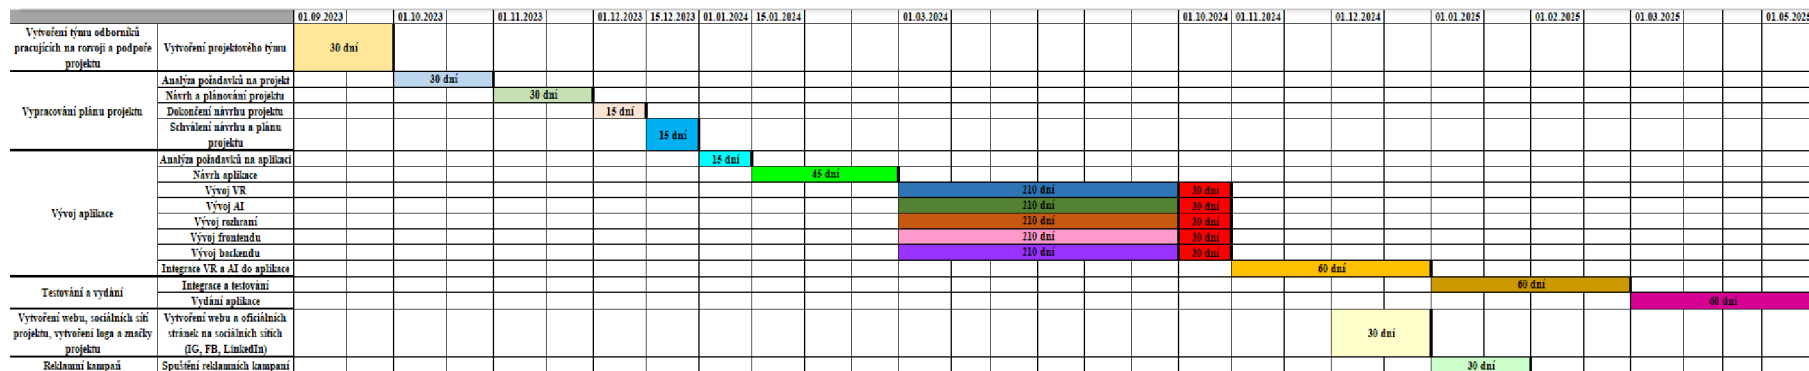 01.09.2023 01.10.2023 01.11.2023 01.12.2023 15.12.2023 01.01.2024 15.01.2024 01.03.2024 01.10.2024 01.11.2024 01.12.2024 01.01.2025 01.02.2025 01.03.2025 01.05.2025
Vytvoření týmu odborníků
pracujících na rozvoji a podpoře
projektu
Vytvoření projektového týmu
30 dní
Vypracování plánu projektu
Analýza požadavků na projekt
30 dní
Návrh a plánování projektu
30 dní
Dokončení návrhu projektu
15 dní
Schválení návrhu a plánu
projektu
15 dní
Vývoj aplikace
Analýza požadavků na aplikaci
15 dní
Návrh aplikace
45 dní
Vývoj VR 210 dní 30 dní
Vývoj AI 210 dní 30 dní
Vývoj rozhraní 210 dní 30 dní
Vývoj frontendu 210 dní 30 dní
Vývoj backendu 210 dní 30 dní
Integrace VR a AI do aplikace 60 dní
Testování a vydání
Integrace a testování 60 dní
Vydání aplikace 60 dní
Vytvoření webu, sociálních sítí
projektu, vytvoření loga a značky
projektu
Vytvoření webu a oficiálních
stránek na sociálních sítích
(IG, FB, LinkedIn)
30 dní
Reklamní kampaň Spuštění reklamních kampaní 30 dní